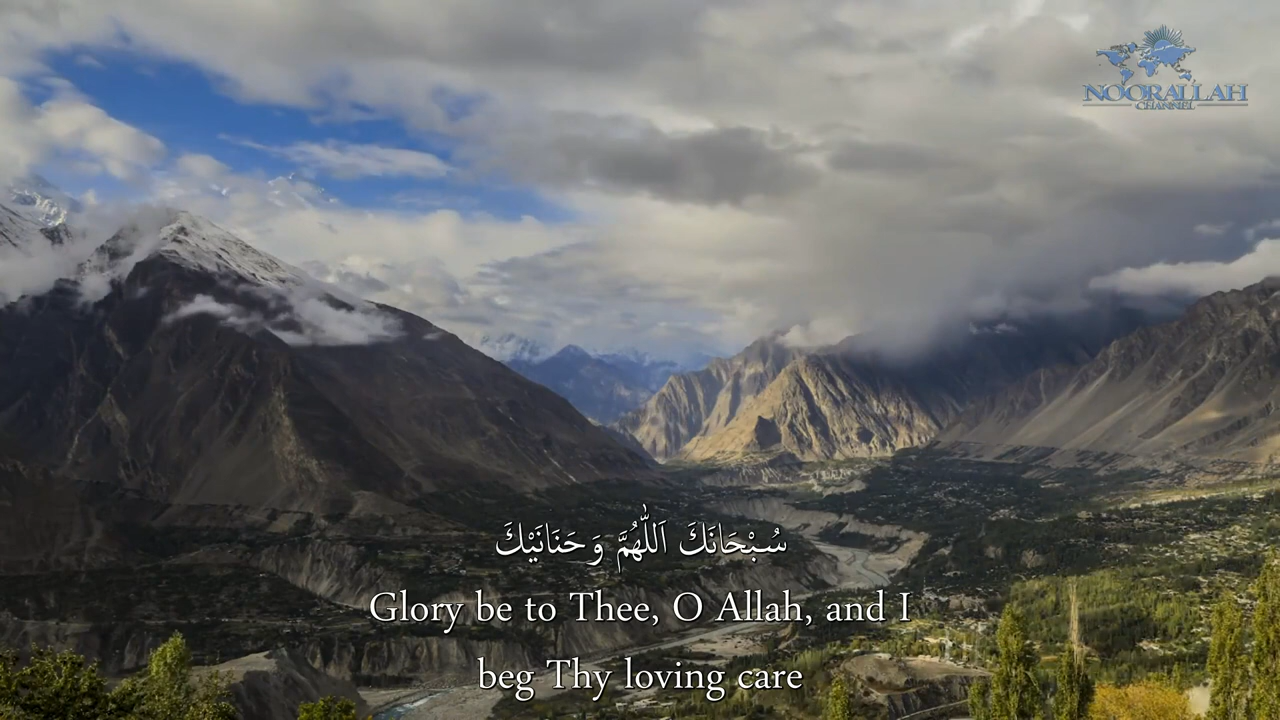 NOORALLAH
CHANNEL
سُبْحَانَكَ اَللّٰهُمَّ وَحَنَانَيْكَ
Glory be to Thee, O Allah, and I
beg Thy loving care